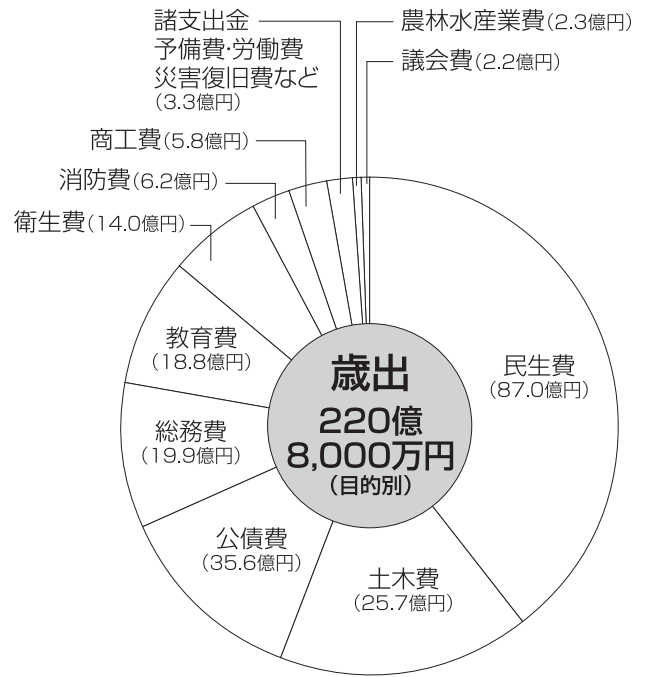 諸支出金
予備費·労働費
災害復旧費など
（3.3億円）
農林水産業費（2.3億円）
議会費（2.2億円）
商工費（5.8億円）
消防費（6.2億円）
衛生費（14.0億円）
教育費
（18.8億円）
総務費
（19.9億円）
公債費
（35.6億円）
土木費
（25.7億円）
民生費
（87.0億円）
歳出
220億
8,000万円
（目的別）